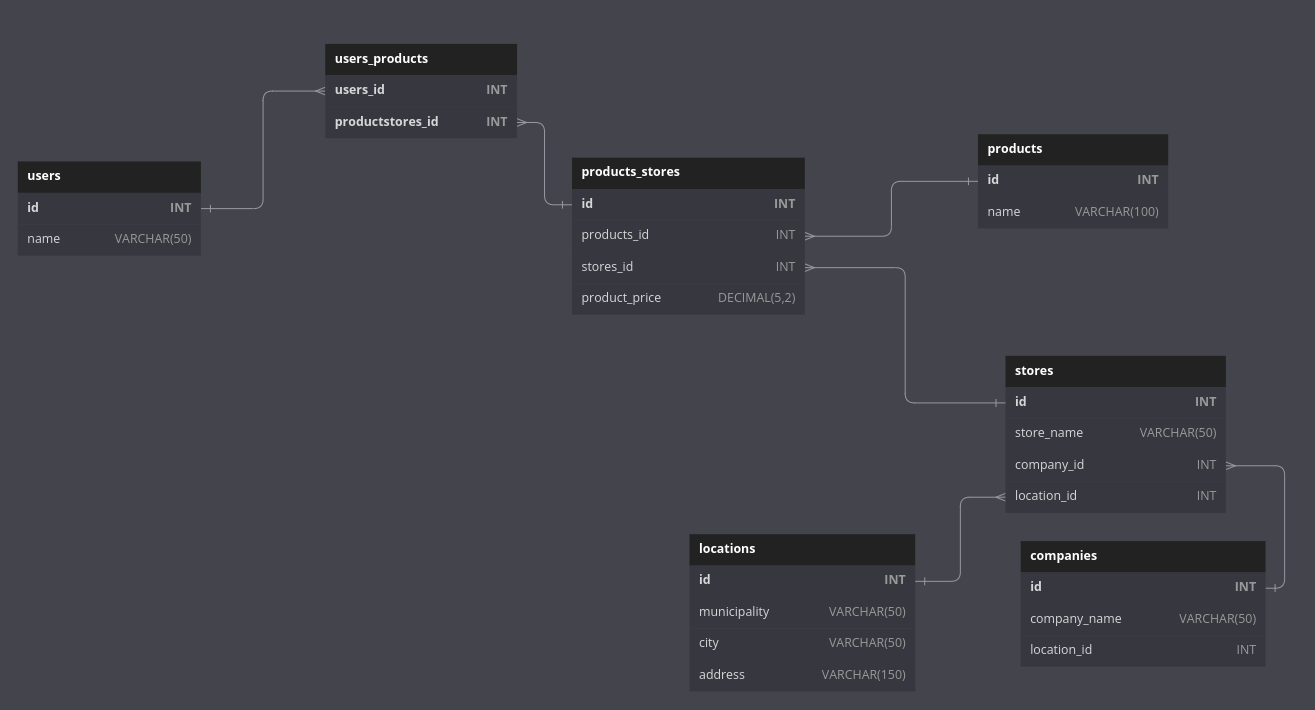 users_products
users_id INT
productstores_id INT
users
id INT
name VARCHAR(50)
products_stores
id INT
products_id INT
stores_id INT
product_price DECIMAL(5,2)
products
id INT
name VARCHAR(100)
stores
id INT
store_name VARCHAR(50)
company_id INT
location_id INT
locations
id INT
municipality VARCHAR(50)
city VARCHAR(50)
address VARCHAR(150)
companies
id INT
company_name VARCHAR(50)
location_id INT